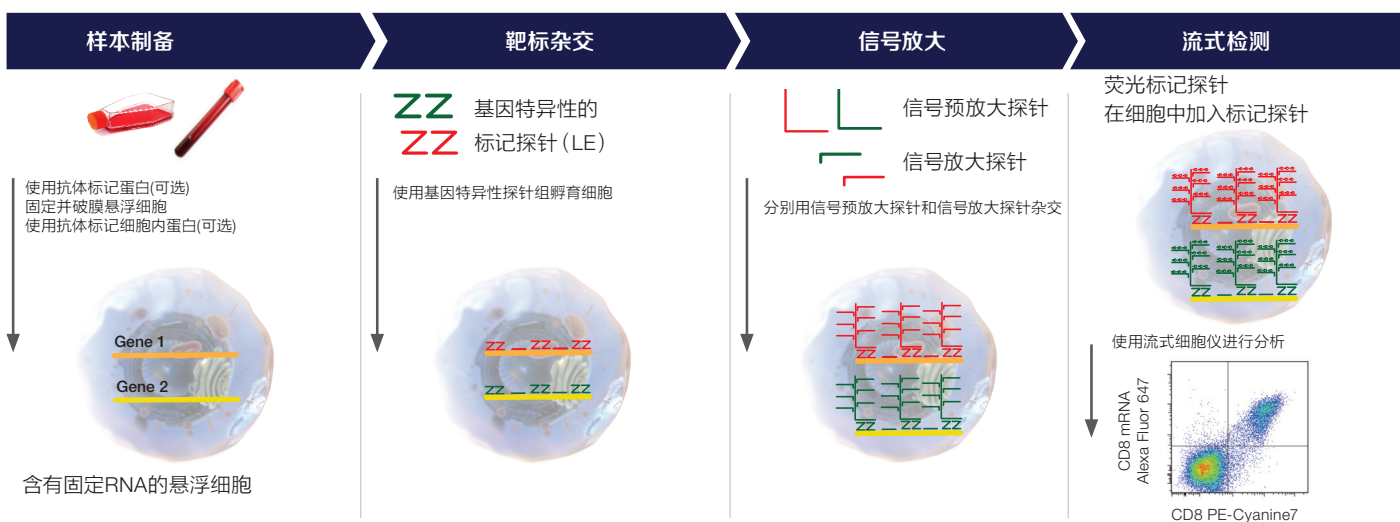 样本制备
靶标杂交
信号放大
流式检测
使用抗体标记蛋白(可选)
固定并破膜悬浮细胞
使用抗体标记细胞内蛋白(可选)
Gene 1
Gene 2
含有固定RNA的悬浮细胞
基因特异性的
标记探针(LE)
使用基因特异性探针组孵育细胞
信号预放大探针
信号放大探针
分别用信号预放大探针和信号放大探针杂交
荧光标记探针
在细胞中加入标记探针
使用流式细胞仪进行分析
CD8 mRNA
Alexa Fluor 647
CD8 PE-Cyanine7